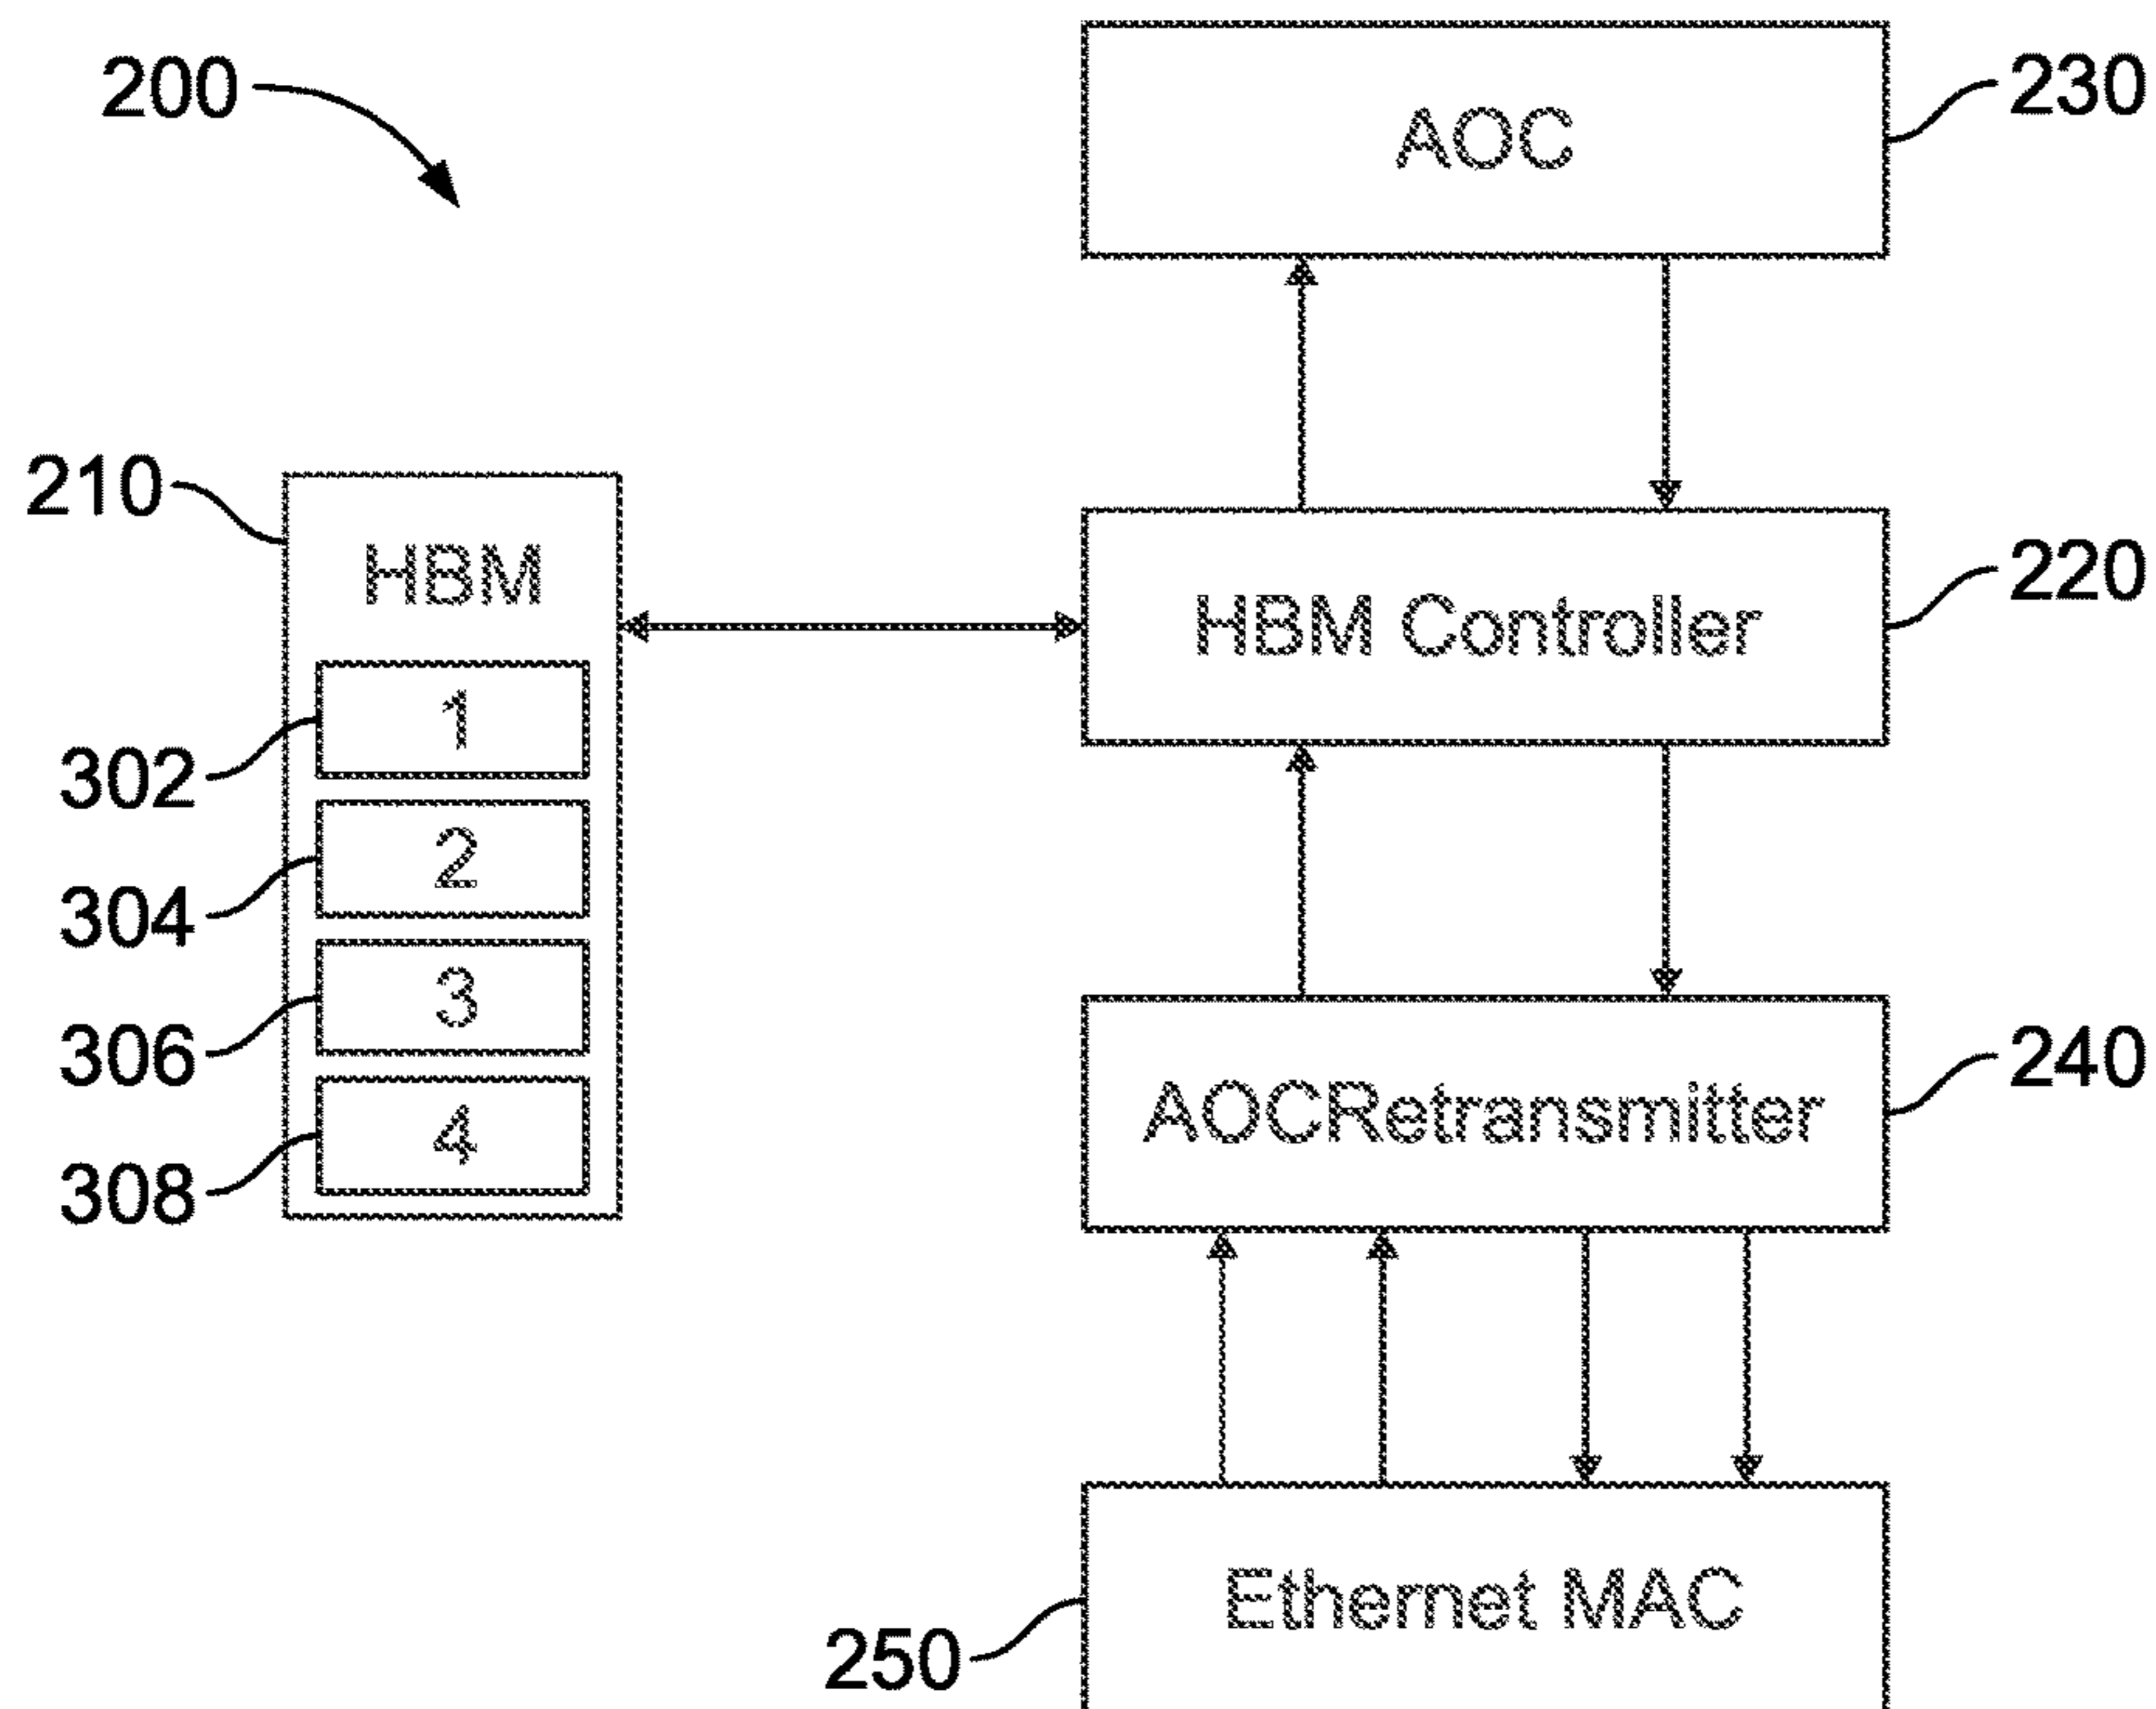 200
AOC
230
210
HBM
HBM Controller
220
1
302
2
304
3
306
4
308
AOCRetransmitter
240
Ethernet MAC
250